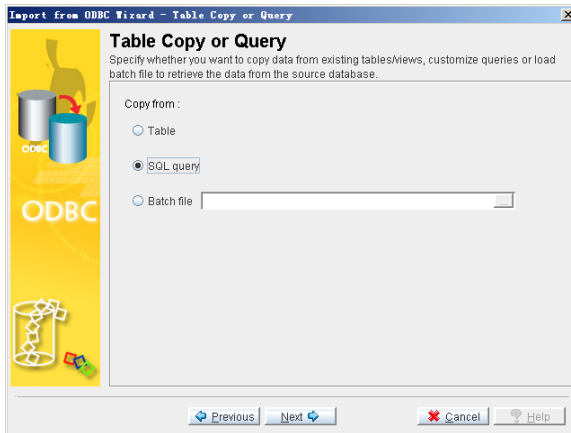 Import from ODBC Wizard - Table Copy or Query
Table Copy or Query
Specify whether you want to copy data from existing tables/views, customize queries or load
batch file to retrieve the data from the source database.
Copy from :
Table
SQL query
Batch file
...
ODBC
ODBC
Previous
Next
Cancel
Help